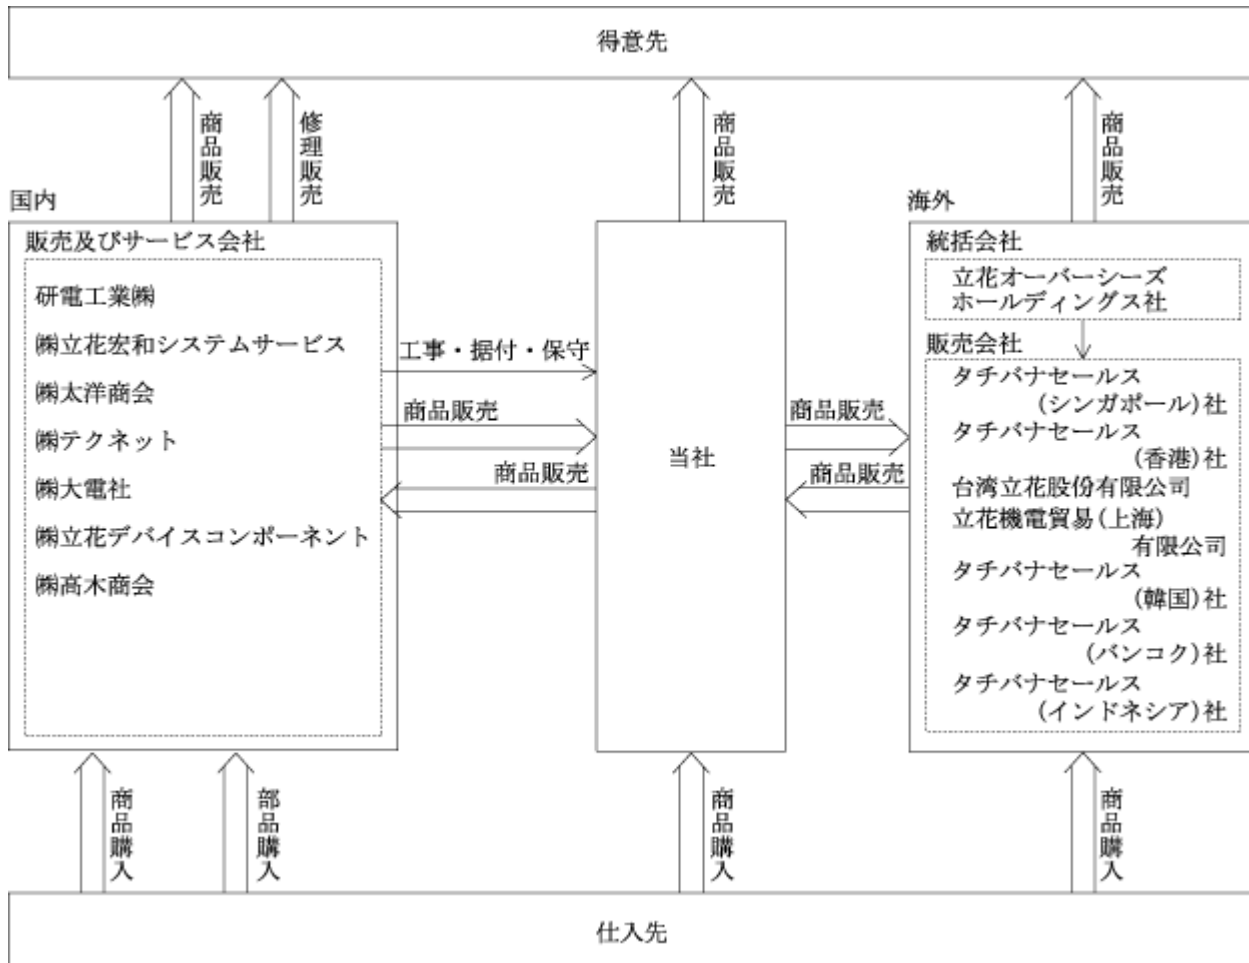 得意先
商品販売
修理販売
商品販売
商品販売
国内
販売及びサービス会社
研電工業㈱
㈱立花宏和システムサービス
㈱太洋商会
㈱テクネット
㈱大電社
㈱立花デバイスコンポーネント
㈱高木商会
工事・据付・保守
商品販売
商品販売
当社
商品販売
商品販売
海外
統括会社
立花オーバーシーズ
ホールディングス社
販売会社
タチバナセールス
(シンガポール)社
タチバナセールス
(香港)社
台湾立花股份有限公司
立花機電貿易(上海)
有限公司
タチバナセールス
(韓国)社
タチバナセールス
(バンコク)社
タチバナセールス
(インドネシア)社
商品購入
部品購入
商品購入
商品購入
仕入先